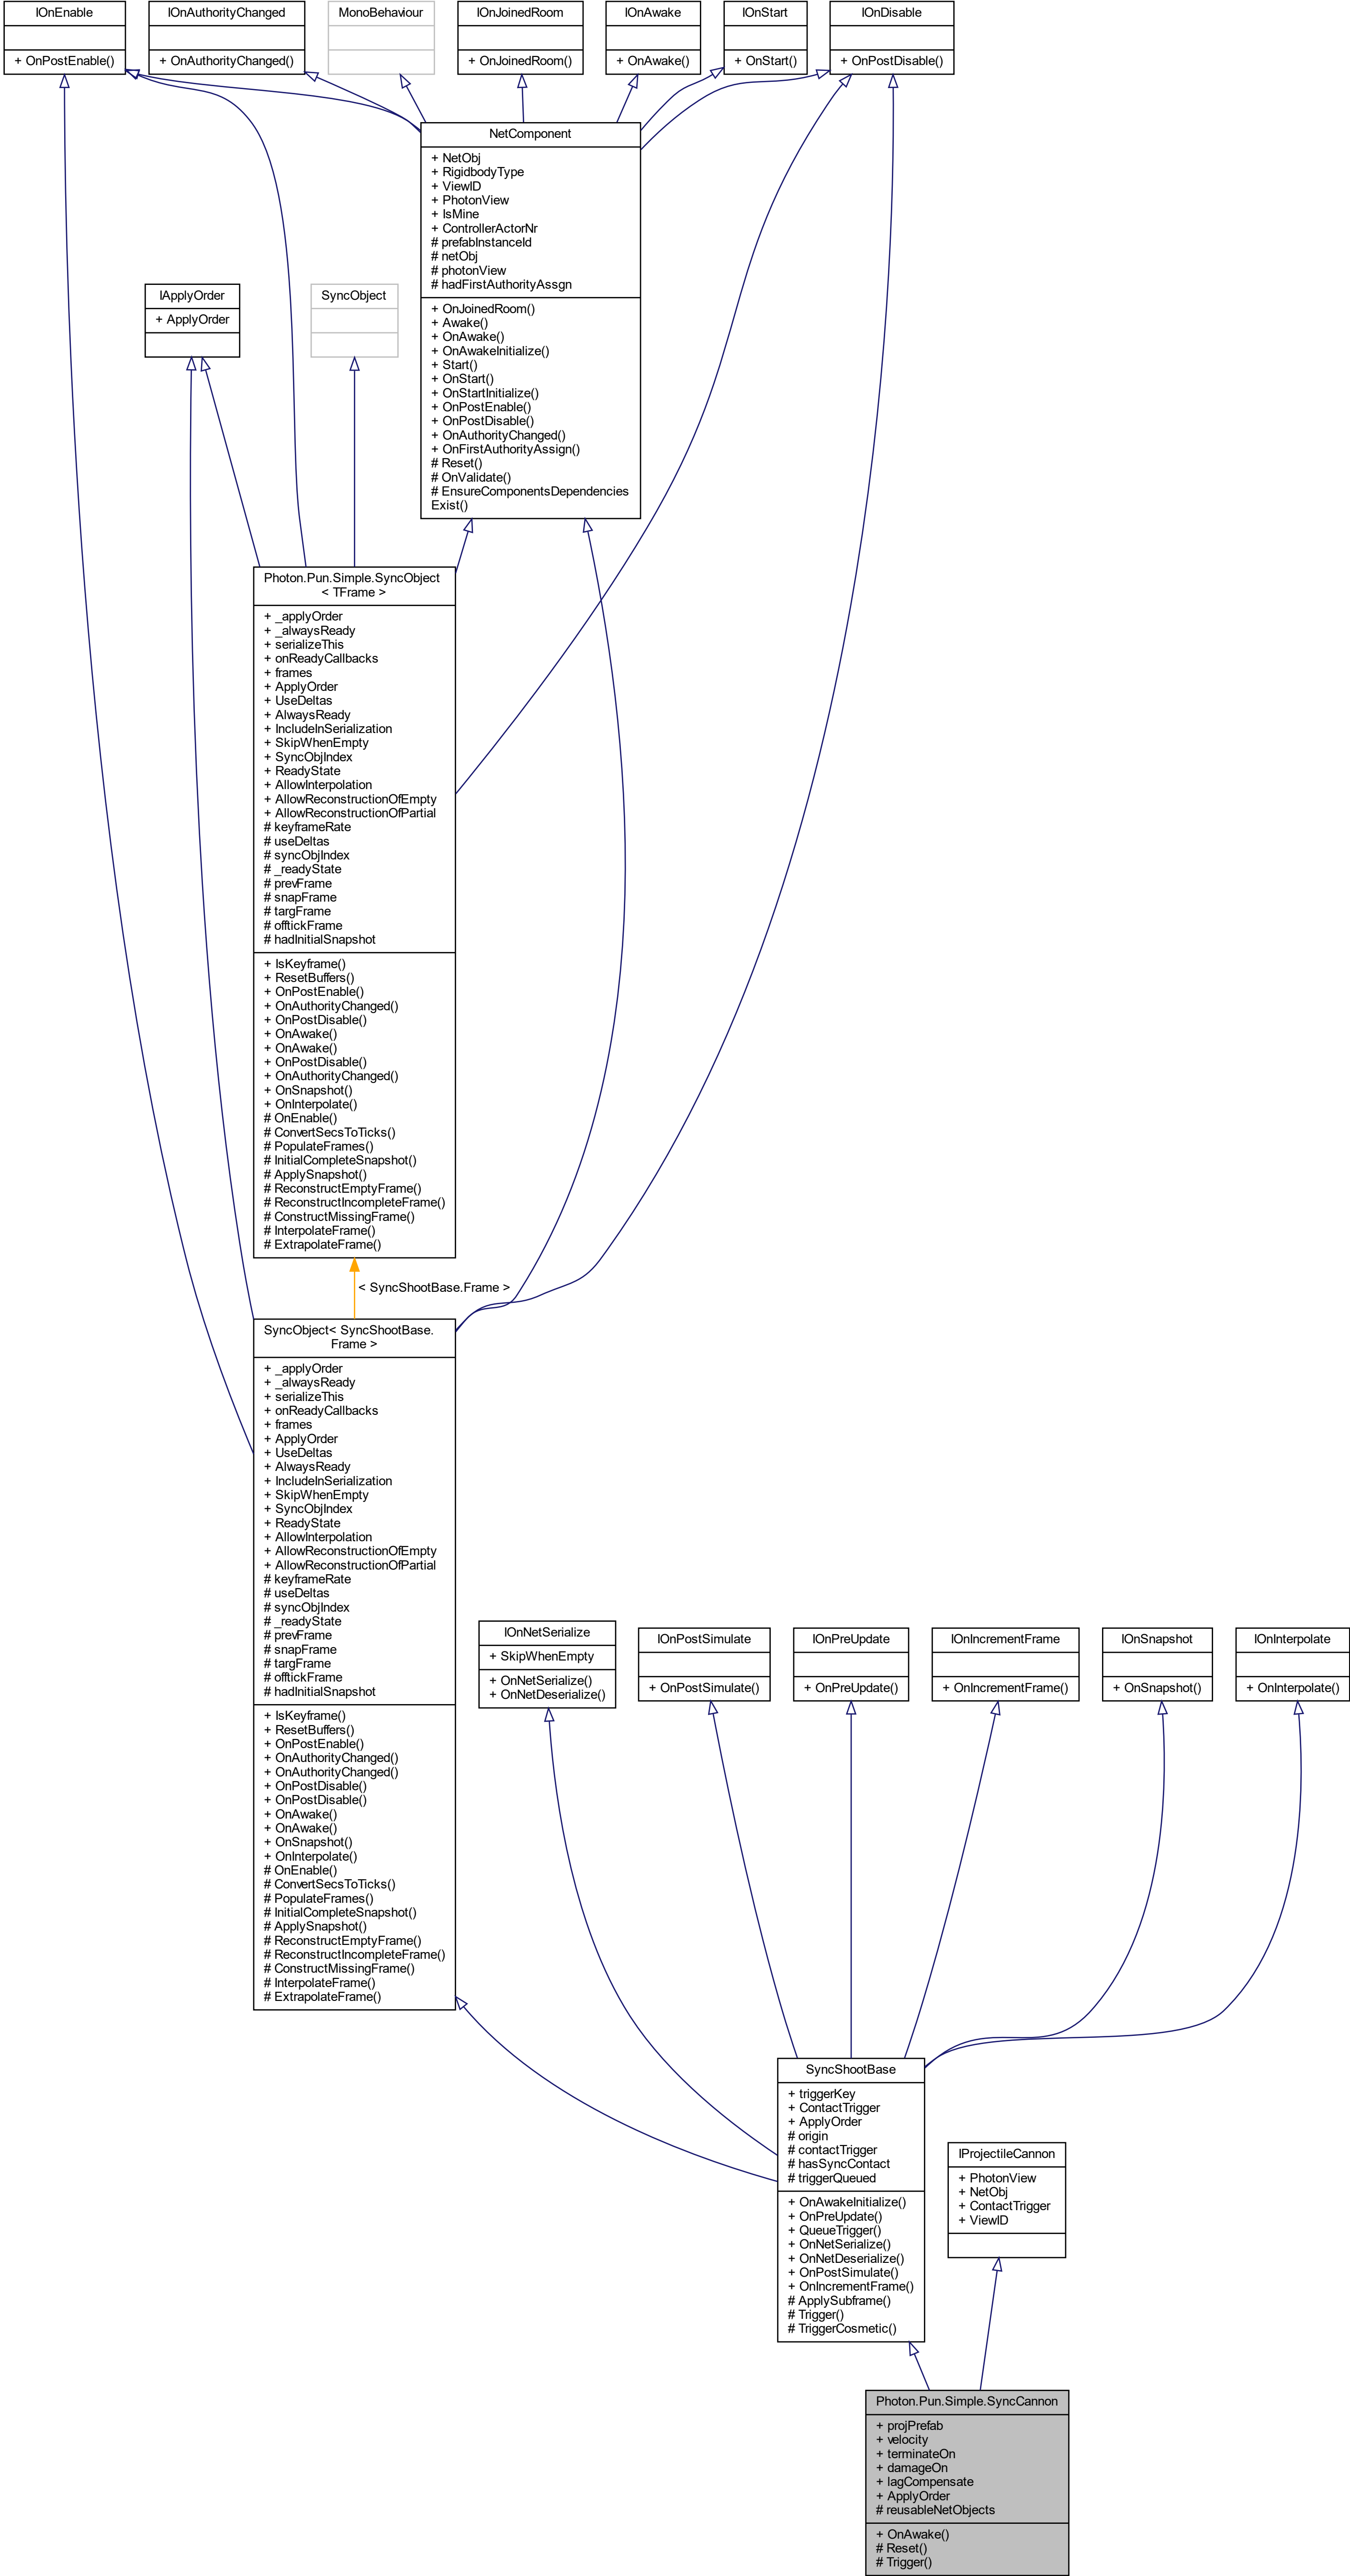 IOnEnable
+ OnPostEnable()
IOnAuthorityChanged
+ OnAuthorityChanged()
MonoBehaviour
IOnJoinedRoom
+ OnJoinedRoom()
IOnAwake
+ OnAwake()
IOnStart
+ OnStart()
IOnDisable
+ OnPostDisable()
NetComponent
+ NetObj
+ RigidbodyType
+ ViewID
+ PhotonView
+ IsMine
+ ControllerActorNr
# prefabInstanceId
# netObj
# photonView
# hadFirstAuthorityAssgn
+ OnJoinedRoom()
+ Awake()
+ OnAwake()
+ OnAwakeInitialize()
+ Start()
+ OnStart()
+ OnStartInitialize()
+ OnPostEnable()
+ OnPostDisable()
+ OnAuthorityChanged()
+ OnFirstAuthorityAssign()
# Reset()
# OnValidate()
# EnsureComponentsDependencies
Exist()
IApplyOrder
+ ApplyOrder
SyncObject
Photon.Pun.Simple.SyncObject
< TFrame >
+ _applyOrder
+ _alwaysReady
+ serializeThis
+ onReadyCallbacks
+ frames
+ ApplyOrder
+ UseDeltas
+ AlwaysReady
+ IncludeInSerialization
+ SkipWhenEmpty
+ SyncObjIndex
+ ReadyState
+ AllowInterpolation
+ AllowReconstructionOfEmpty
+ AllowReconstructionOfPartial
# keyframeRate
# useDeltas
# syncObjIndex
# _readyState
# prevFrame
# snapFrame
# targFrame
# offtickFrame
# hadInitialSnapshot
+ IsKeyframe()
+ ResetBuffers()
+ OnPostEnable()
+ OnAuthorityChanged()
+ OnPostDisable()
+ OnAwake()
+ OnAwake()
+ OnPostDisable()
+ OnAuthorityChanged()
+ OnSnapshot()
+ OnInterpolate()
# OnEnable()
# ConvertSecsToTicks()
# PopulateFrames()
# InitialCompleteSnapshot()
# ApplySnapshot()
# ReconstructEmptyFrame()
# ReconstructIncompleteFrame()
# ConstructMissingFrame()
# InterpolateFrame()
# ExtrapolateFrame()
< SyncShootBase.Frame >
SyncObject< SyncShootBase.
Frame >
+ _applyOrder
+ _alwaysReady
+ serializeThis
+ onReadyCallbacks
+ frames
+ ApplyOrder
+ UseDeltas
+ AlwaysReady
+ IncludeInSerialization
+ SkipWhenEmpty
+ SyncObjIndex
+ ReadyState
+ AllowInterpolation
+ AllowReconstructionOfEmpty
+ AllowReconstructionOfPartial
# keyframeRate
# useDeltas
# syncObjIndex
# _readyState
# prevFrame
# snapFrame
# targFrame
# offtickFrame
# hadInitialSnapshot
+ IsKeyframe()
+ ResetBuffers()
+ OnPostEnable()
+ OnAuthorityChanged()
+ OnAuthorityChanged()
+ OnPostDisable()
+ OnPostDisable()
+ OnAwake()
+ OnAwake()
+ OnSnapshot()
+ OnInterpolate()
# OnEnable()
# ConvertSecsToTicks()
# PopulateFrames()
# InitialCompleteSnapshot()
# ApplySnapshot()
# ReconstructEmptyFrame()
# ReconstructIncompleteFrame()
# ConstructMissingFrame()
# InterpolateFrame()
# ExtrapolateFrame()
IOnNetSerialize
+ SkipWhenEmpty
+ OnNetSerialize()
+ OnNetDeserialize()
IOnPostSimulate
+ OnPostSimulate()
IOnPreUpdate
+ OnPreUpdate()
IOnIncrementFrame
+ OnIncrementFrame()
IOnSnapshot
+ OnSnapshot()
IOnInterpolate
+ OnInterpolate()
SyncShootBase
+ triggerKey
+ ContactTrigger
+ ApplyOrder
# origin
# contactTrigger
# hasSyncContact
# triggerQueued
+ OnAwakeInitialize()
+ OnPreUpdate()
+ QueueTrigger()
+ OnNetSerialize()
+ OnNetDeserialize()
+ OnPostSimulate()
+ OnIncrementFrame()
# ApplySubframe()
# Trigger()
# TriggerCosmetic()
IProjectileCannon
+ PhotonView
+ NetObj
+ ContactTrigger
+ ViewID
Photon.Pun.Simple.SyncCannon
+ projPrefab
+ velocity
+ terminateOn
+ damageOn
+ lagCompensate
+ ApplyOrder
# reusableNetObjects
+ OnAwake()
# Reset()
# Trigger()